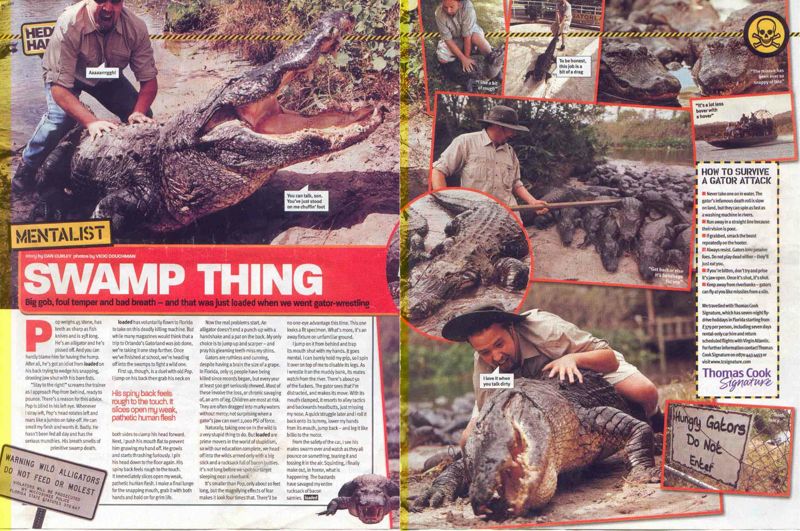 HED
HAR
Aaaaarrrggh!
You can talk, son.
You've just stood
on me chuffin' foot
MENTALIST
story by DAN CURLEY photos by VICKI COUCHMAN
SWAMP THING
Big gob, foul temper and bad breath – and that was just loaded when we went gator-wrestling
Pop weighs 45 stone, has
teeth as sharp as fish
knives and is 13ft long.
He's an alligator and he's
pissed off. And you can
hardly blame him for having the hump.
After all, he's got an oaf from loaded on
his back trying to wedge his snapping,
drooling jaw shut with his bare fists.
"Stay to the right!" screams the trainer
as I approach Pop from behind, ready to
pounce. There's a reason for this advice.
Pop is blind in his left eye. Whenever
I stray left, Pop's head rotates left and
rears like a jumbo on take-off. He can
smell my flesh and wants it. Badly. He
hasn't been fed all day and has the
serious munchies. His breath smells of
primitive swamp death.
loaded has voluntarily flown to Florida
to take on this deadly killing machine. But
while many magazines would think that a
trip to Orlando's Gatorland was job done,
we're taking it one step further. Once
we've finished at school, we're heading
off into the swamps to fight a wild one.
First up, though, is a duel with old Pop.
I jump on his back then grab his neck on
His spiny back feels
rough to the touch. It
slices open my weak,
pathetic human flesh
both sides to clamp his head forward.
Next, I push his mouth flat to prevent
him gnawing my hand off. He growls
and starts thrashing furiously. I pin
his head down to the floor again. His
spiny back feels rough to the touch.
It immediately slices open my weak,
pathetic human flesh. I make a final lunge
for the snapping mouth, grab it with both
hands and hold on for grim life.
Now the real problems start. An
alligator doesn't end a punch-up with a
handshake and a pat on the back. My only
choice is to jump up and scarper – and
pray his gleaming teeth miss my shins.
Gators are ruthless and cunning,
despite having a brain the size of a grape.
In Florida, only 15 people have being
killed since records began, but every year
at least 500 get seriously chewed. Most of
these involve the loss, or chronic savaging
of, an arm or leg. Children are most at risk.
They are often dragged into murky waters
without mercy; not surprising when a
gator's jaw can exert 2,000 PSI of force.
Naturally, taking one on in the wild is
a very stupid thing to do. But loaded are
prime movers in the world of stupidism,
so with our education complete, we head
off into the wilds armed only with a big
stick and a rucksack full of bacon butties.
It's not long before we spot our target
sleeping near a riverbank.
It's smaller than Pop, only about 10 feet
long, but the magnifying effects of fear
makes it look four times that. There'll be
no one-eye advantage this time. This one
looks a fit specimen. What's more, it's an
away fixture on unfamiliar ground.
I jump on it from behind and trap
its mouth shut with my hands. It goes
mental. I can barely hold my grip, so I spin
it over on top of me to disable its legs. As
I wrestle it on the muddy bank, its mates
watch from the river. There's about 50
of the fuckers. The guide sees that I'm
distracted, and makes its move. With its
mouth clamped, it resorts to alley tactics
and backwards headbutts, just missing
my nose. A quick struggle later and I roll it
back onto its tummy, lower my hands
from its mouth, jump back – and leg it like
billio to the motor.
From the safety of the car, I see his
mates swarm over and watch as they all
pounce on something, tearing it and
tossing it in the air. Squinting, I finally
make out, in horror, what is
happening. The bastards
have savaged my entire
rucksack of bacon
sarnies. loaded
WARNING WILD ALLIGATORS
DO NOT FEED OR MOLEST
VIOLATORS WILL BE PROSECUTED
FLORIDA STATE STATUTES
GATORL
"Like a bit
of rough"
To be honest,
this job is a
bit of a drag
"It's a lot less
bover with
a hover"
"Get back or else
I love it when
you talk dirty
HOW TO SURVIVE
A GATOR ATTACK
Never take one on in water. The
gator's infamous death roll is slow
on land, but they can spin as fast as
a washing machine in rivers.
Run away in a straight line because
their vision is poor.
If grabbed, smack the beast
repeatedly on the hooter.
Always resist. Gators love passive
foes. Do not play dead either – they'll
just eat you.
If you're bitten, don't try and prise
it's jaw open. Once it's shut, it's shut.
Keep away from riverbanks – gators
can fly at you like missiles from a silo.
We travelled with Thomas Cook
Signature, which has seven-night fly-
drive holidays in Florida starting from
£379 per person, including seven days
rental-only car hire and return
scheduled flights with Virgin Atlantic.
For further information contact Thomas
Cook Signature on 0870 443 4453 or
visit www.tcsignature.com
Thomas Cook
Signature
Hungry Gators
Do Not
Enter